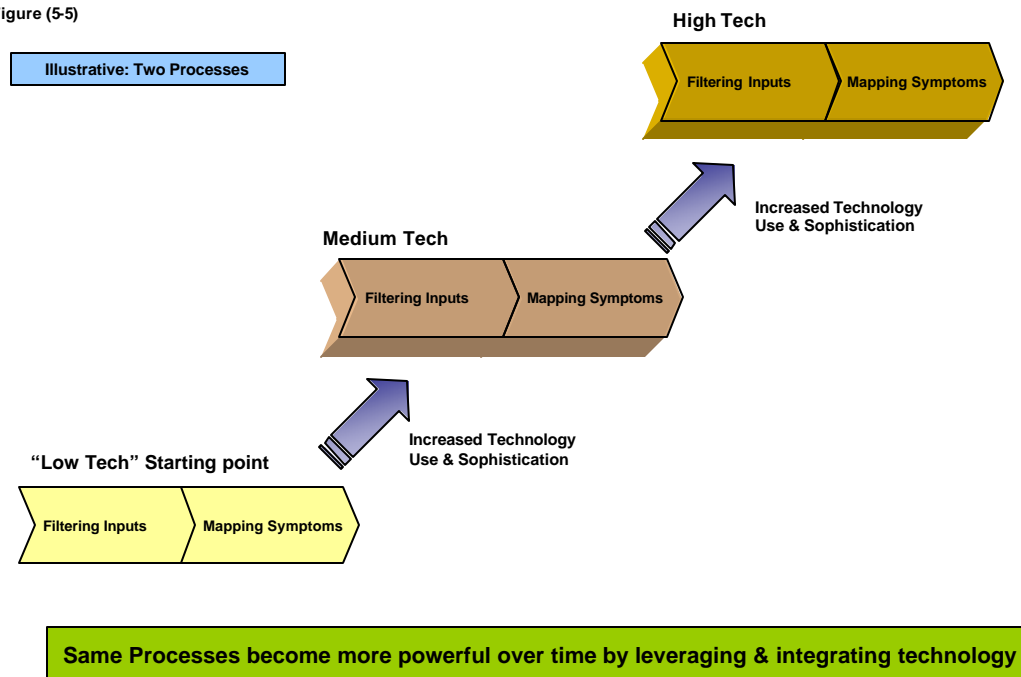 igure (5-5)
High Tech
Illustrative: Two Processes
Filtering Inputs
Mapping Symptoms
Increased Technology
Use & Sophistication
Medium Tech
Filtering Inputs
Mapping Symptoms
Increased Technology
Use & Sophistication
“Low Tech” Starting point
Filtering Inputs
Mapping Symptoms
Same Processes become more powerful over time by leveraging & integrating technology